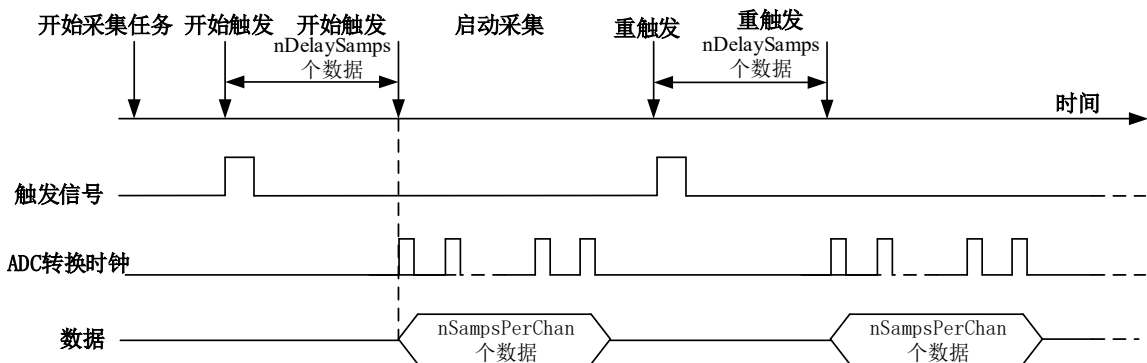 开始采集任务 开始触发 开始触发 启动采集 重触发 重触发
nDelaySamps nDelaySamps
个数据 个数据
时间
触发信号
ADC转换时钟
数据
nSampsPerChan nSampsPerChan
个数据 个数据